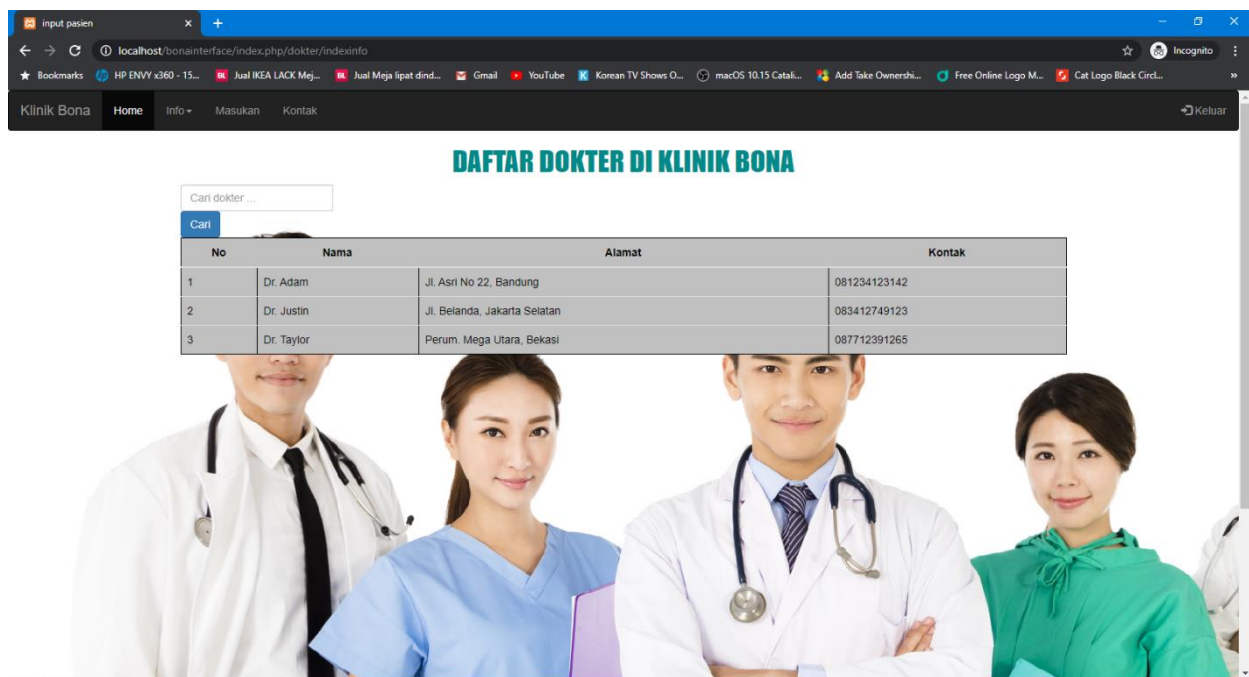 input pasien
localhost/bonainterface/index.php/dokter/indexinfo
Incognito
Bookmarks HP ENVY x360 - 15... Jual IKEA LACK Mej... Jual Meja lipat dind... Gmail YouTube Korean TV Shows O... macOS 10.15 Catali... Add Take Ownershi... Free Online Logo M... Cat Logo Black Circl... »
Klinik Bona Home Info Masukan Kontak Keluar
DAFTAR DOKTER DI KLINIK BONA
Cari dokter ...
Cari
No Nama Alamat Kontak
1 Dr. Adam Jl. Asri No 22, Bandung 081234123142
2 Dr. Justin Jl. Belanda, Jakarta Selatan 083412749123
3 Dr. Taylor Perum. Mega Utara, Bekasi 087712391265